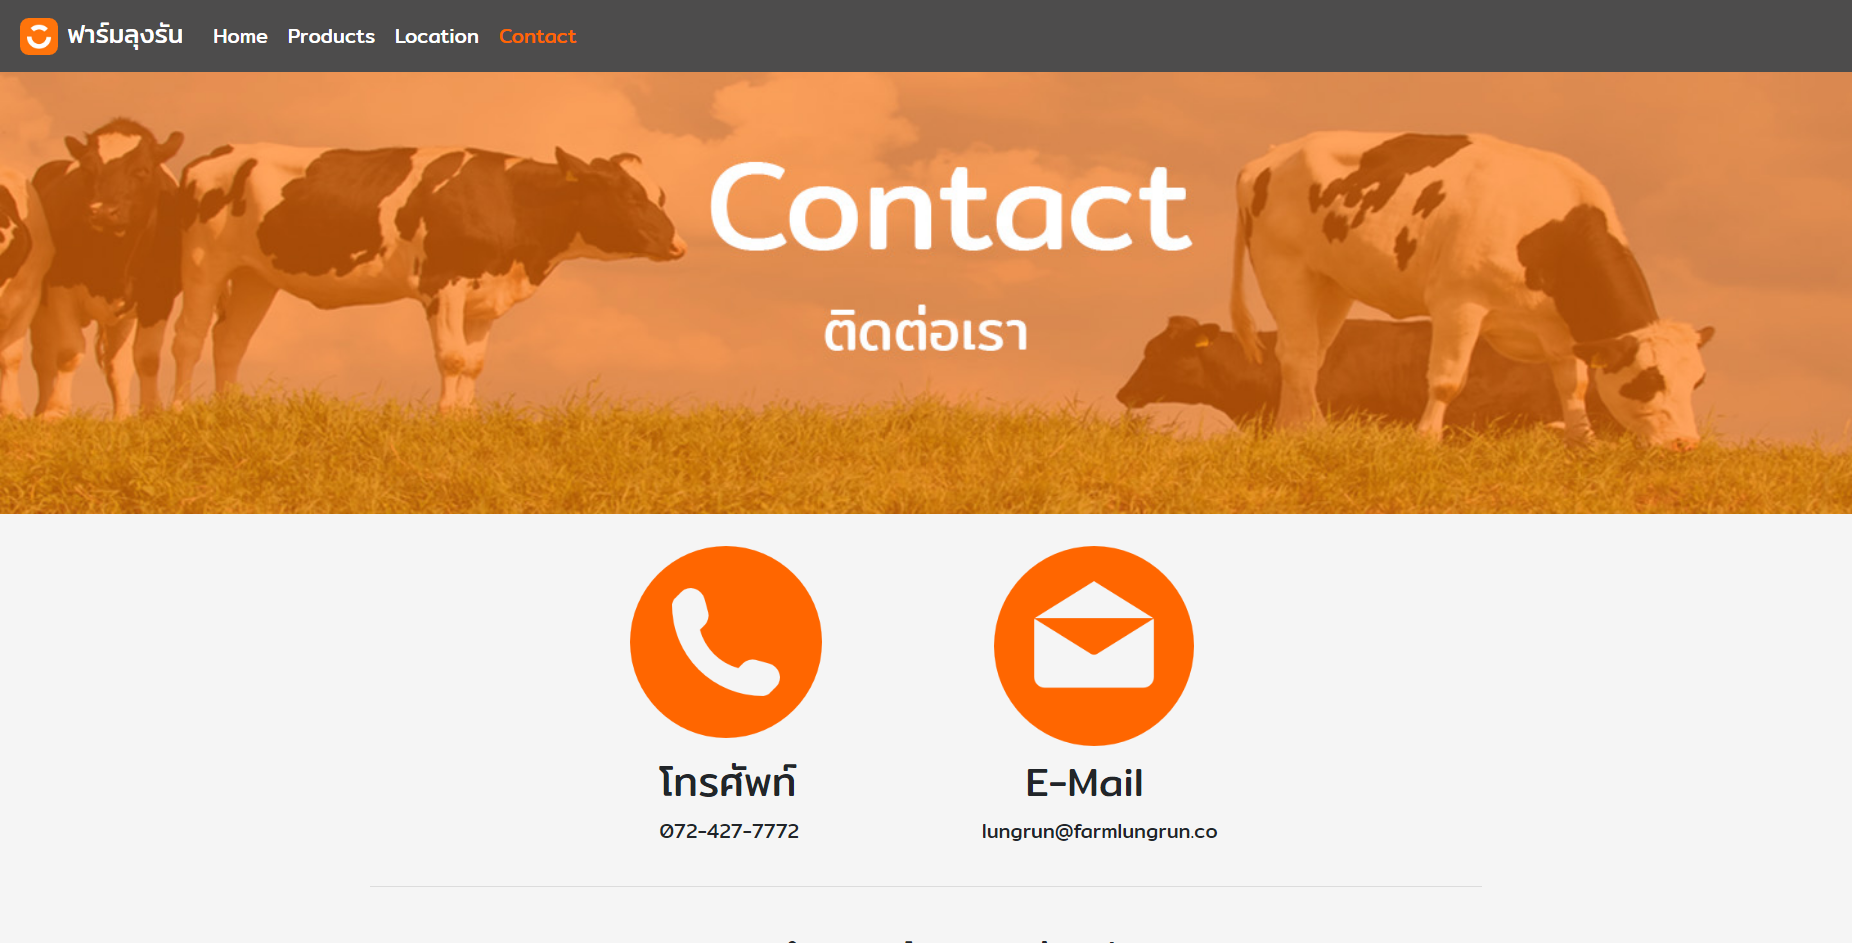 ฟาร์มลุงรัน Home Products Location Contact
Contact
ติดต่อเรา
โทรศัพท์ E-Mail
072-427-7772 lungrun@farmlungrun.co